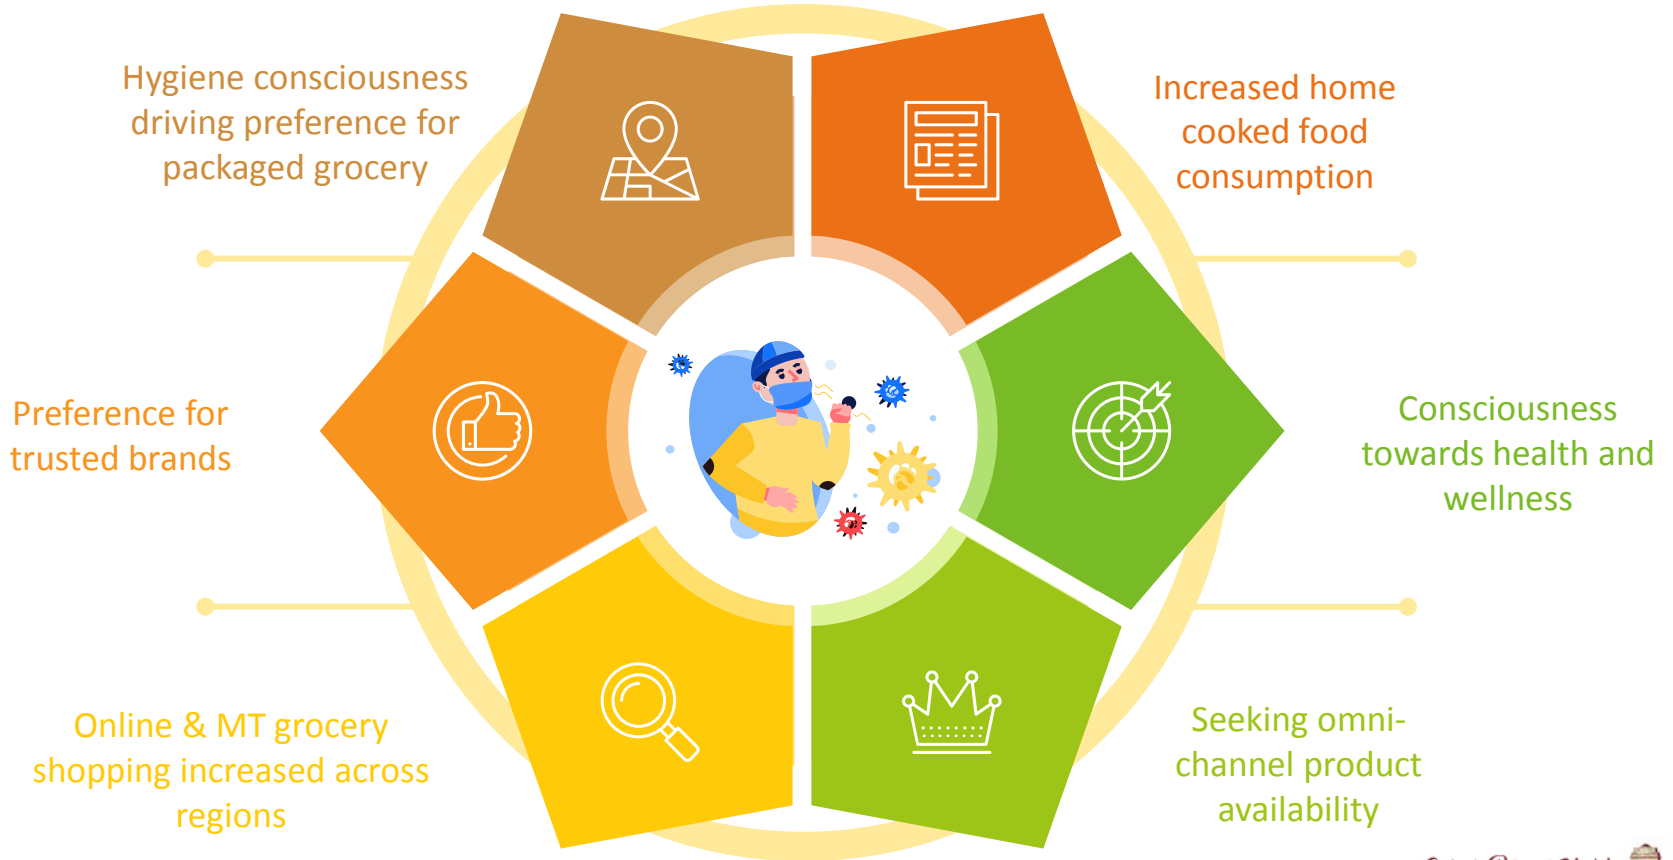 Hygiene consciousness
driving preference for
packaged grocery
Increased home
cooked food
consumption
Preference for
trusted brands
Consciousness
towards health and
wellness
Online & MT grocery
shopping increased across
regions
Seeking omni-
channel product
availability